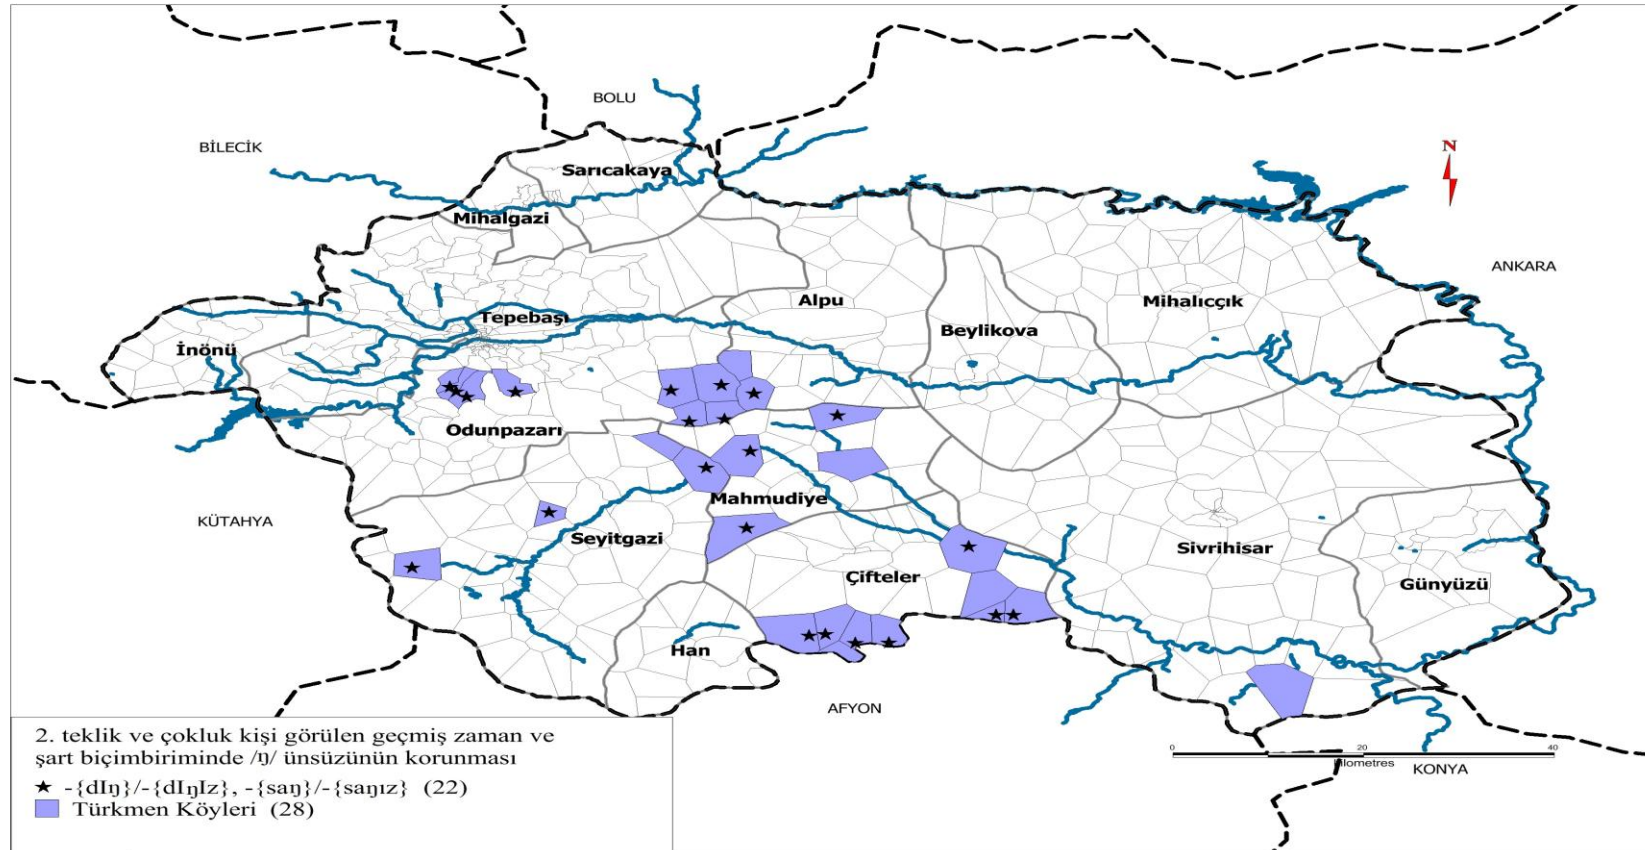 BOLU
BİLECİK
N
Sarıcakaya
Mihalgazi
ANKARA
Alpu
Mihalıççık
Tepebaşı
Beylikova
İnönü
Odunpazarı
Mahmudiye
KÜTAHYA
Seyitgazi
Sivrihisar
Çifteler
Günyüzü
Han
AFYON
0 20 40
Kilometres
KONYA
2. teklik ve çokluk kişi görülen geçmiş zaman ve
şart biçimbiriminde /ŋ/ ünsüzünün korunması
★ -{dIŋ}/-{dIŋIz}, -{saŋ}/-{saŋız} (22)
Türkmen Köyleri (28)